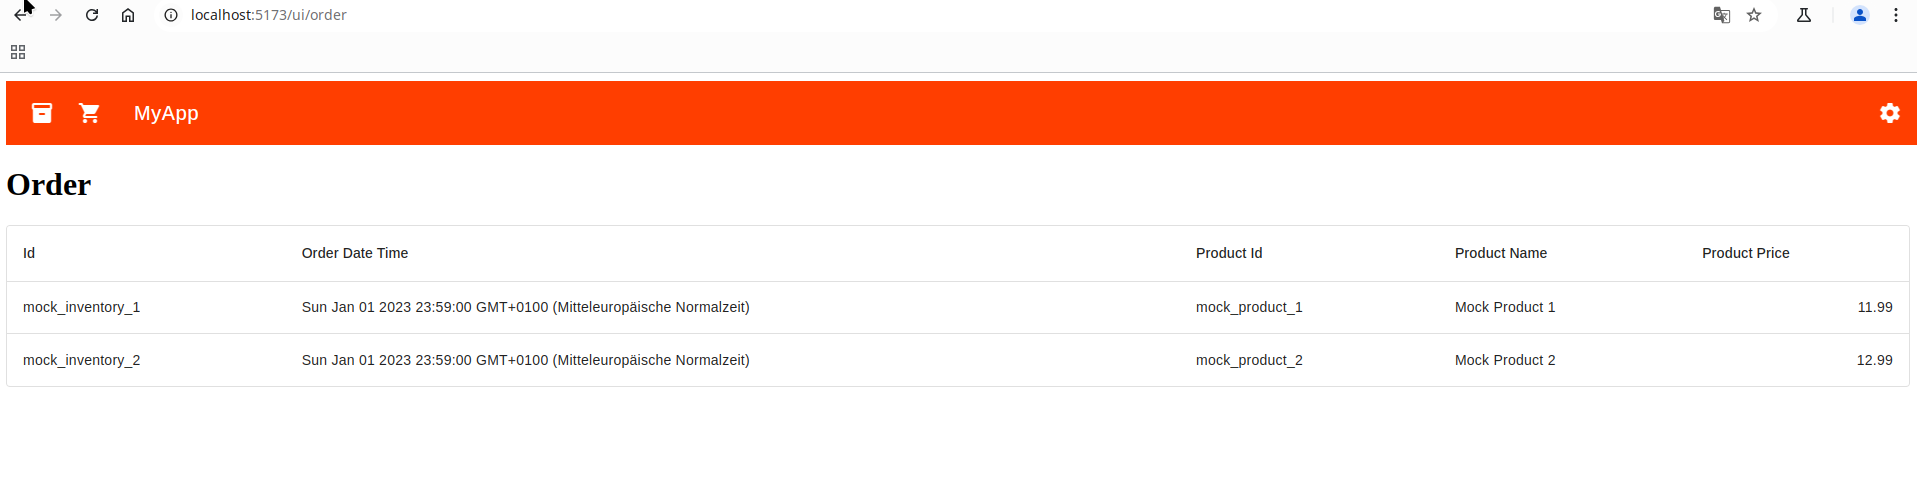 localhost:5173/ui/order
MyApp
Order
Id Order Date Time Product Id Product Name Product Price
mock_inventory_1 Sun Jan 01 2023 23:59:00 GMT+0100 (Mitteleuropäische Normalzeit) mock_product_1 Mock Product 1 11.99
mock_inventory_2 Sun Jan 01 2023 23:59:00 GMT+0100 (Mitteleuropäische Normalzeit) mock_product_2 Mock Product 2 12.99